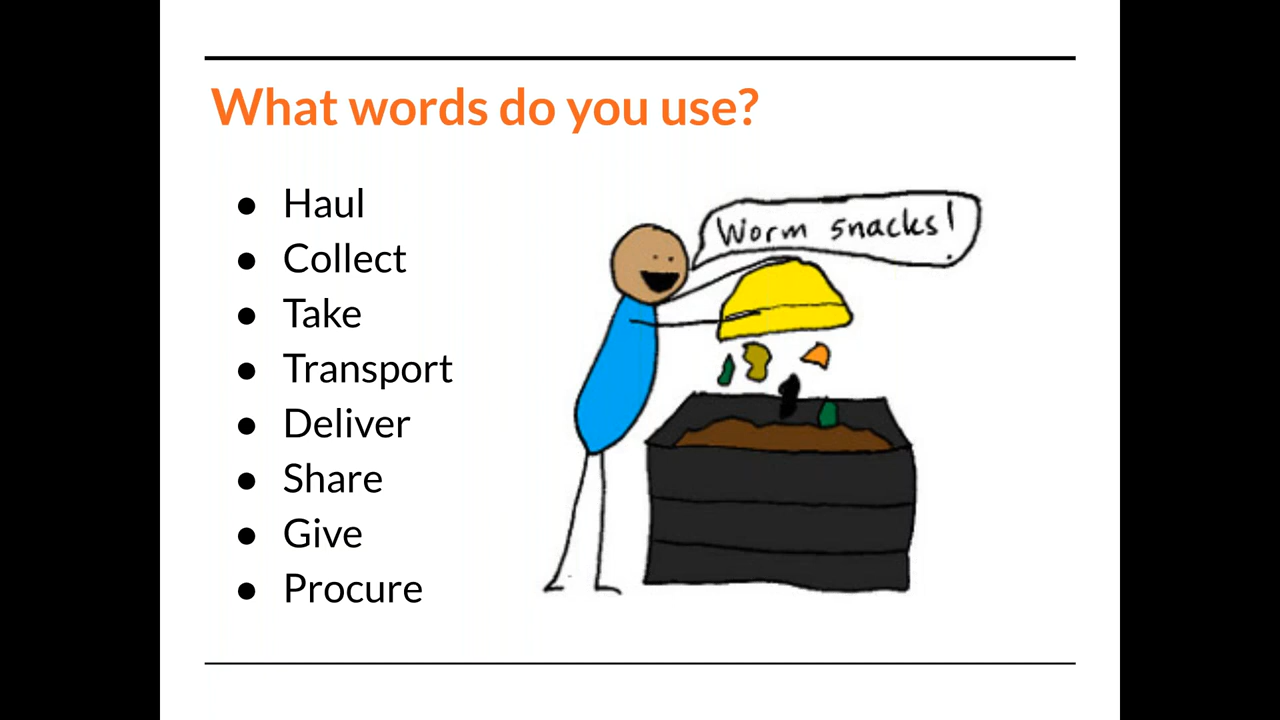 What words do you use?
● Haul
● Collect
● Take
● Transport
● Deliver
● Share
● Give
● Procure
Worm snacks!